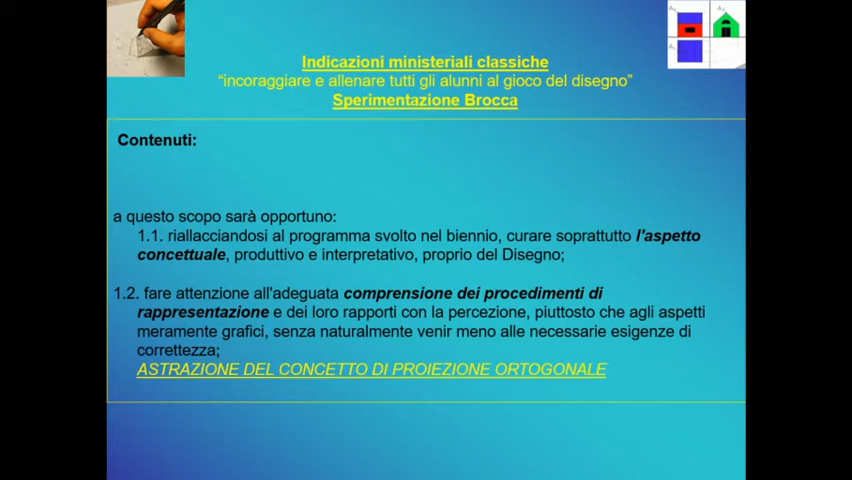 Indicazioni ministeriali classiche
“incoraggiare e allenare tutti gli alunni al gioco del disegno”
Sperimentazione Brocca
Contenuti:
a questo scopo sarà opportuno:
1.1. riallacciandosi al programma svolto nel biennio, curare soprattutto l'aspetto
concettuale, produttivo e interpretativo, proprio del Disegno;
1.2. fare attenzione all'adeguata comprensione dei procedimenti di
rappresentazione e dei loro rapporti con la percezione, piuttosto che agli aspetti
meramente grafici, senza naturalmente venir meno alle necessarie esigenze di
correttezza;
ASTRAZIONE DEL CONCETTO DI PROIEZIONE ORTOGONALE